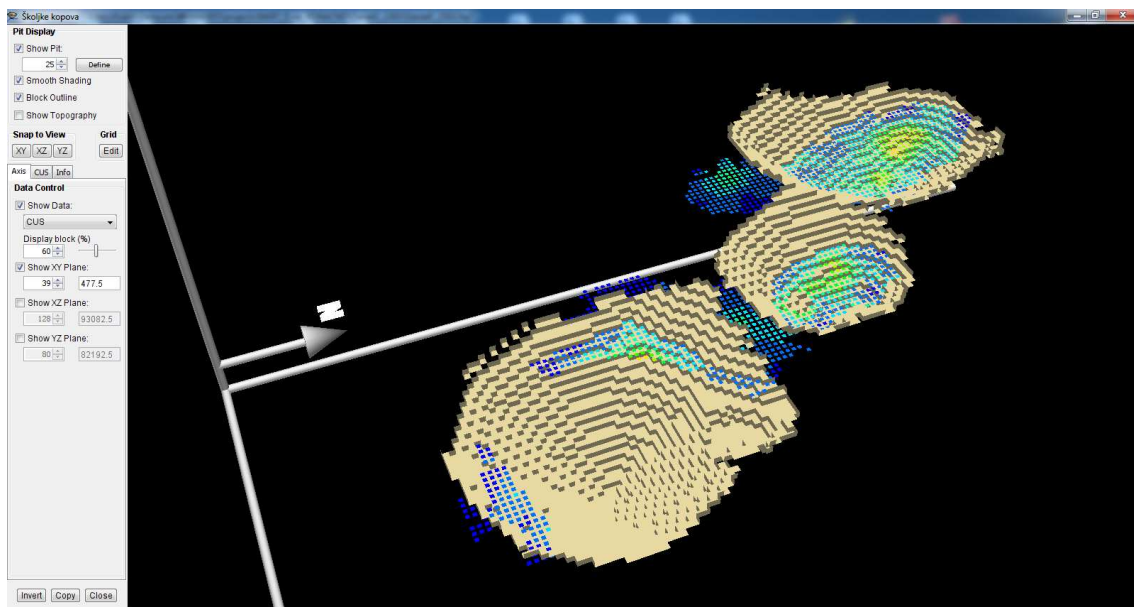 Školjke kopova
Pit Display
Show Pit:
25 Define
Smooth Shading
Block Outline
Show Topography
Snap to View Grid
XY XZ YZ Edit
Axis CUS Info
Data Control
Show Data:
CUS
Display block (%)
60
Show XY Plane:
39 477.5
Show XZ Plane:
128 93082.5
Show YZ Plane:
80 82192.5
N
Invert Copy Close